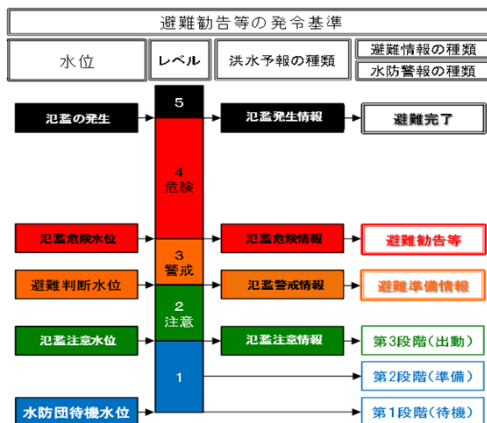 避難勧告等の発令基準
水位
レベル
洪水予報の種類
避難情報の種類
水防警報の種類
5
氾濫の発生
氾濫発生情報
避難完了
4
危険
氾濫危険水位
氾濫危険情報
避難勧告等
3
警戒
避難判断水位
氾濫警戒情報
避難準備情報
2
注意
氾濫注意水位
氾濫注意情報
第3段階(出動)
1
第2段階(準備)
水防団待機水位
第1段階(待機)